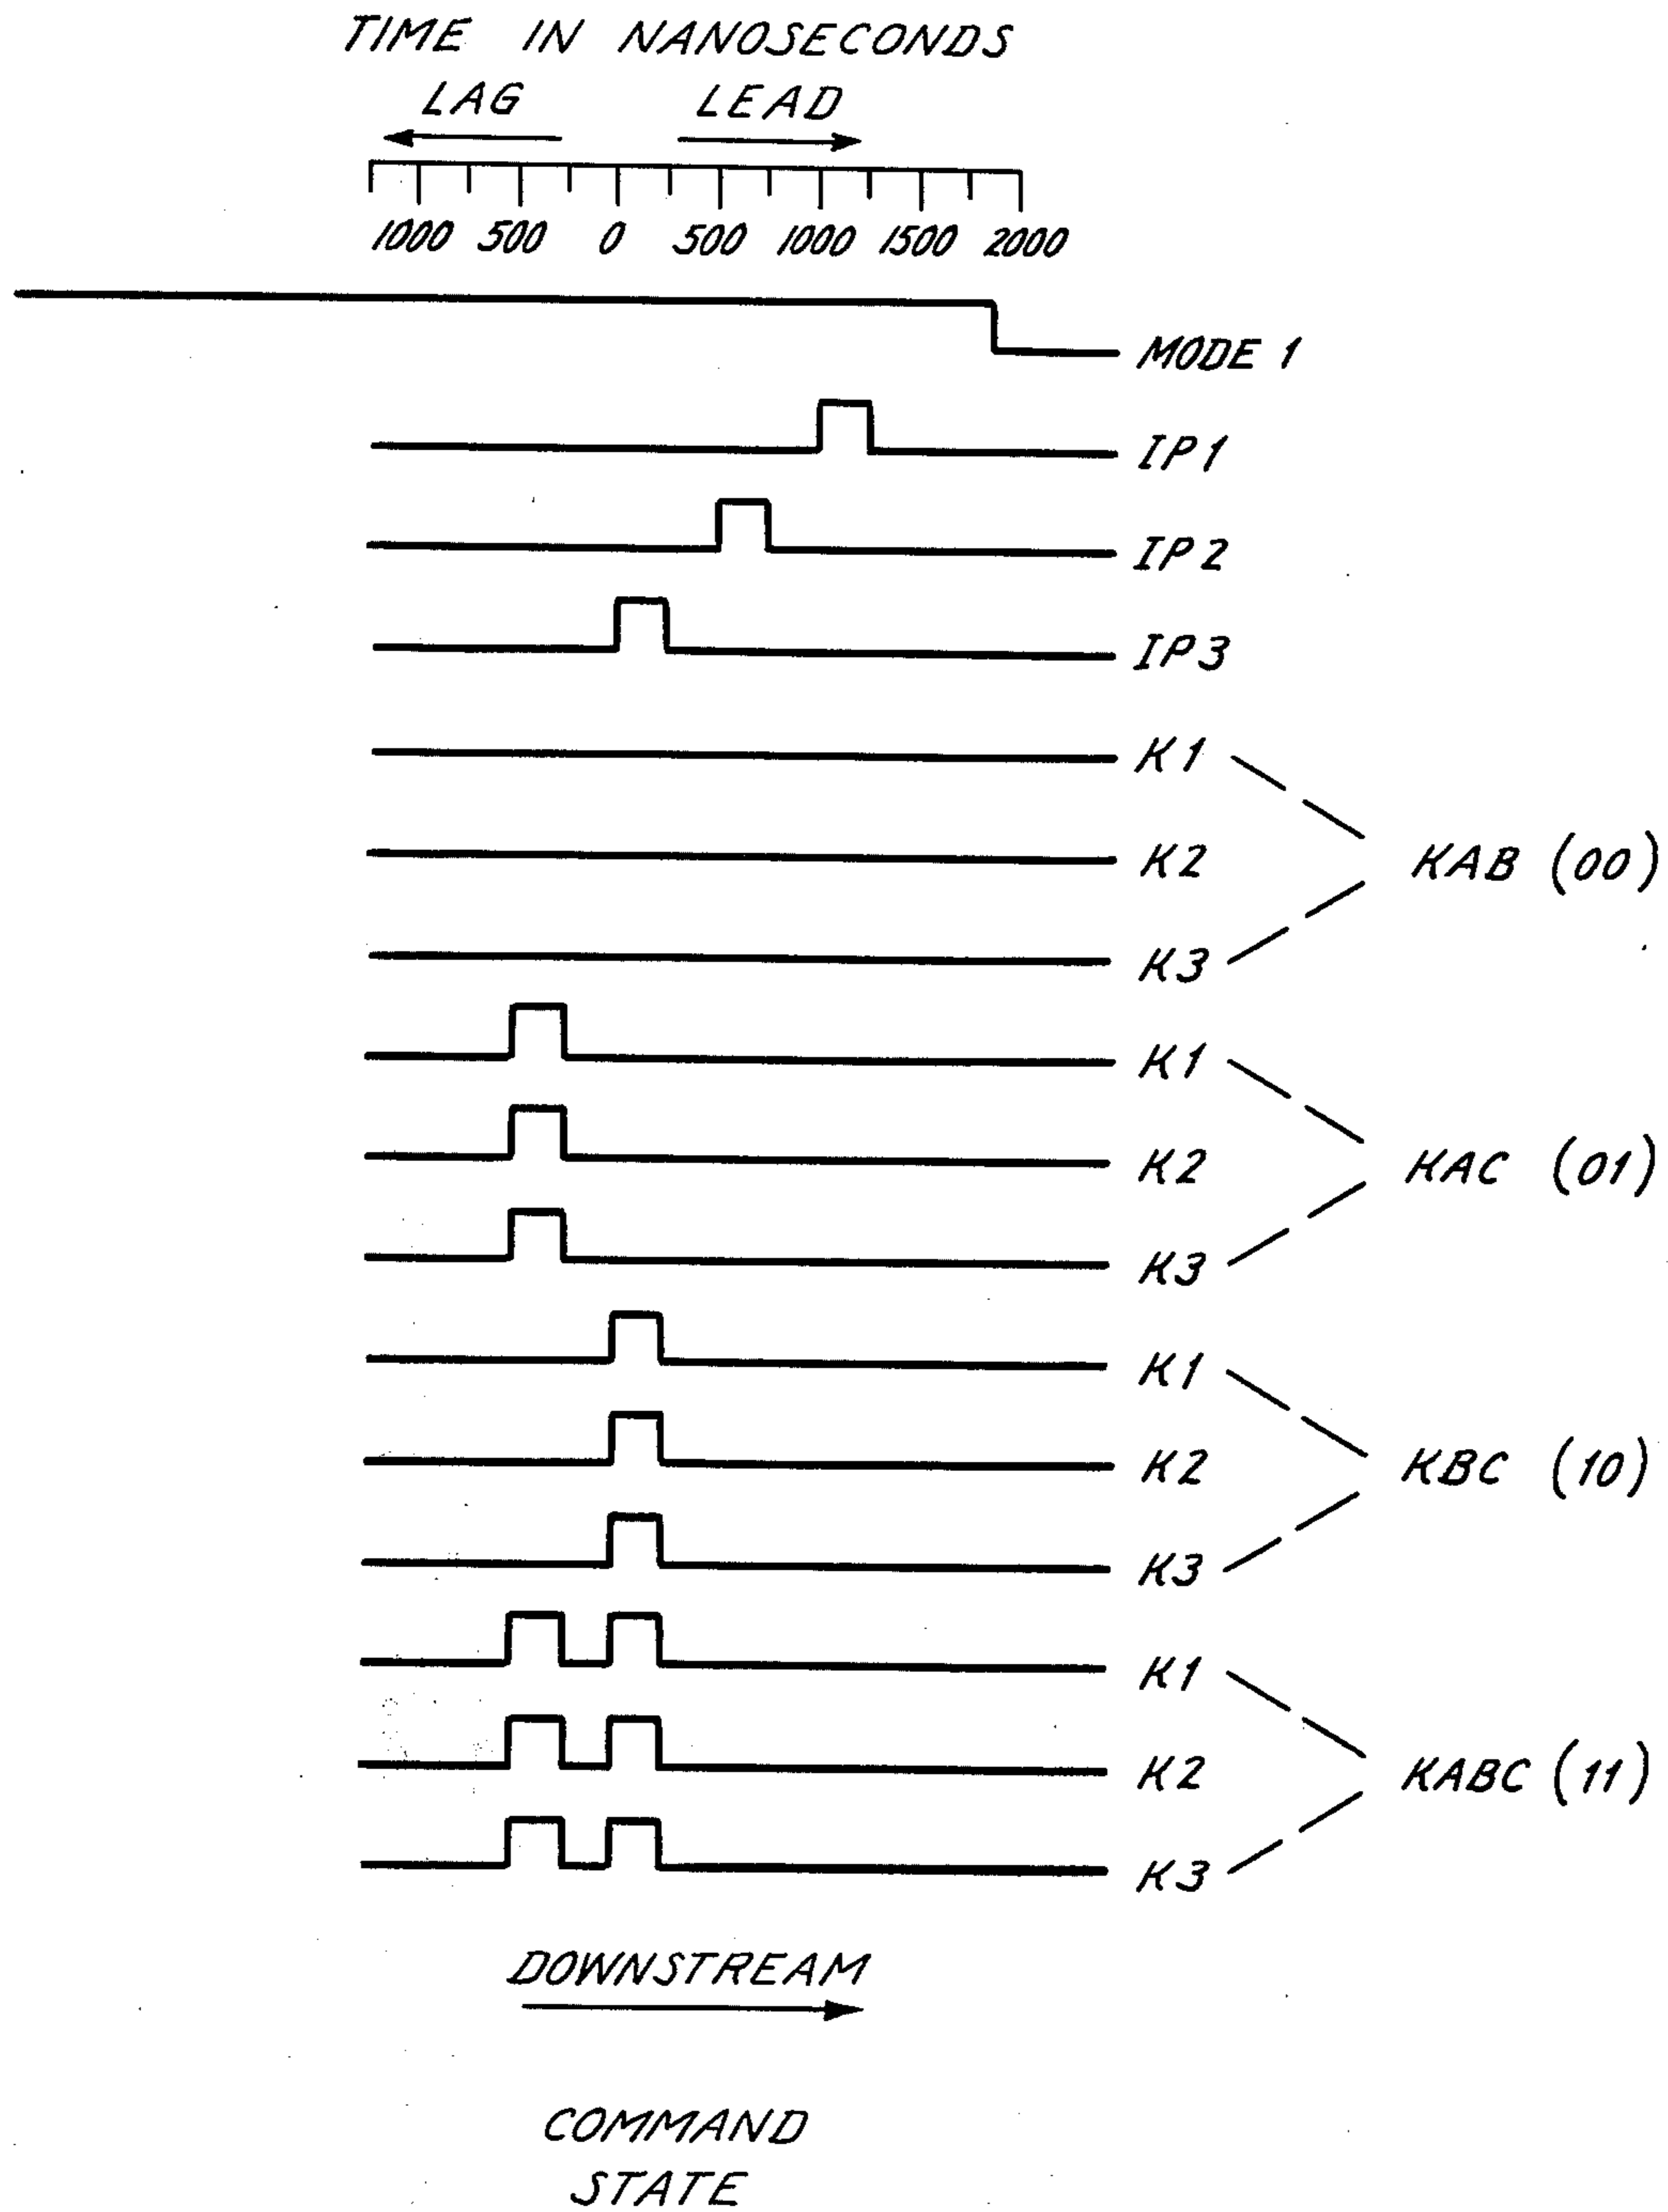 TIME IN NANOSECONDS
LAG LEAD
1000 500 0 500 1000 1500 2000
MODE 1
IP1
IP2
IP3
K1
K2 KAB (00)
K3
K1
K2 KAC (01)
K3
K1
K2 KBC (10)
K3
K1
K2 KABC (11)
K3
DOWNSTREAM
COMMAND
STATE